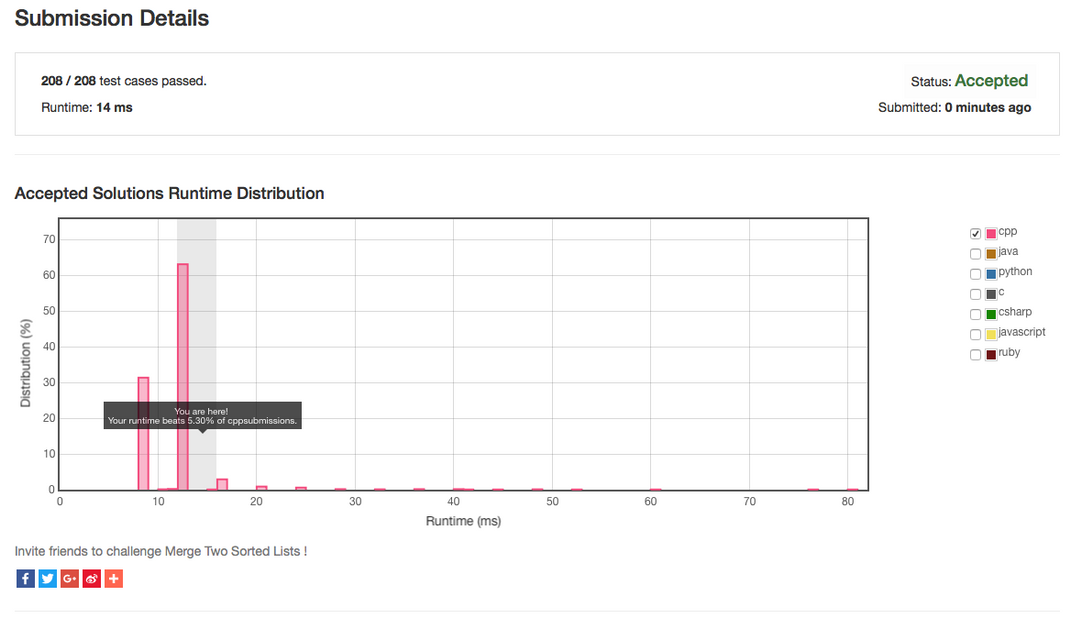 Submission Details
208 / 208 test cases passed.
Status: Accepted
Runtime: 14 ms
Submitted: 0 minutes ago
Accepted Solutions Runtime Distribution
Distribution (%)
70
60
50
40
30
20
10
0
You are here!
Your runtime beats 5.30% of cppsubmissions.
0 10 20 30 40 50 60 70 80
Runtime (ms)
cpp
java
python
c
csharp
javascript
ruby
Invite friends to challenge Merge Two Sorted Lists !